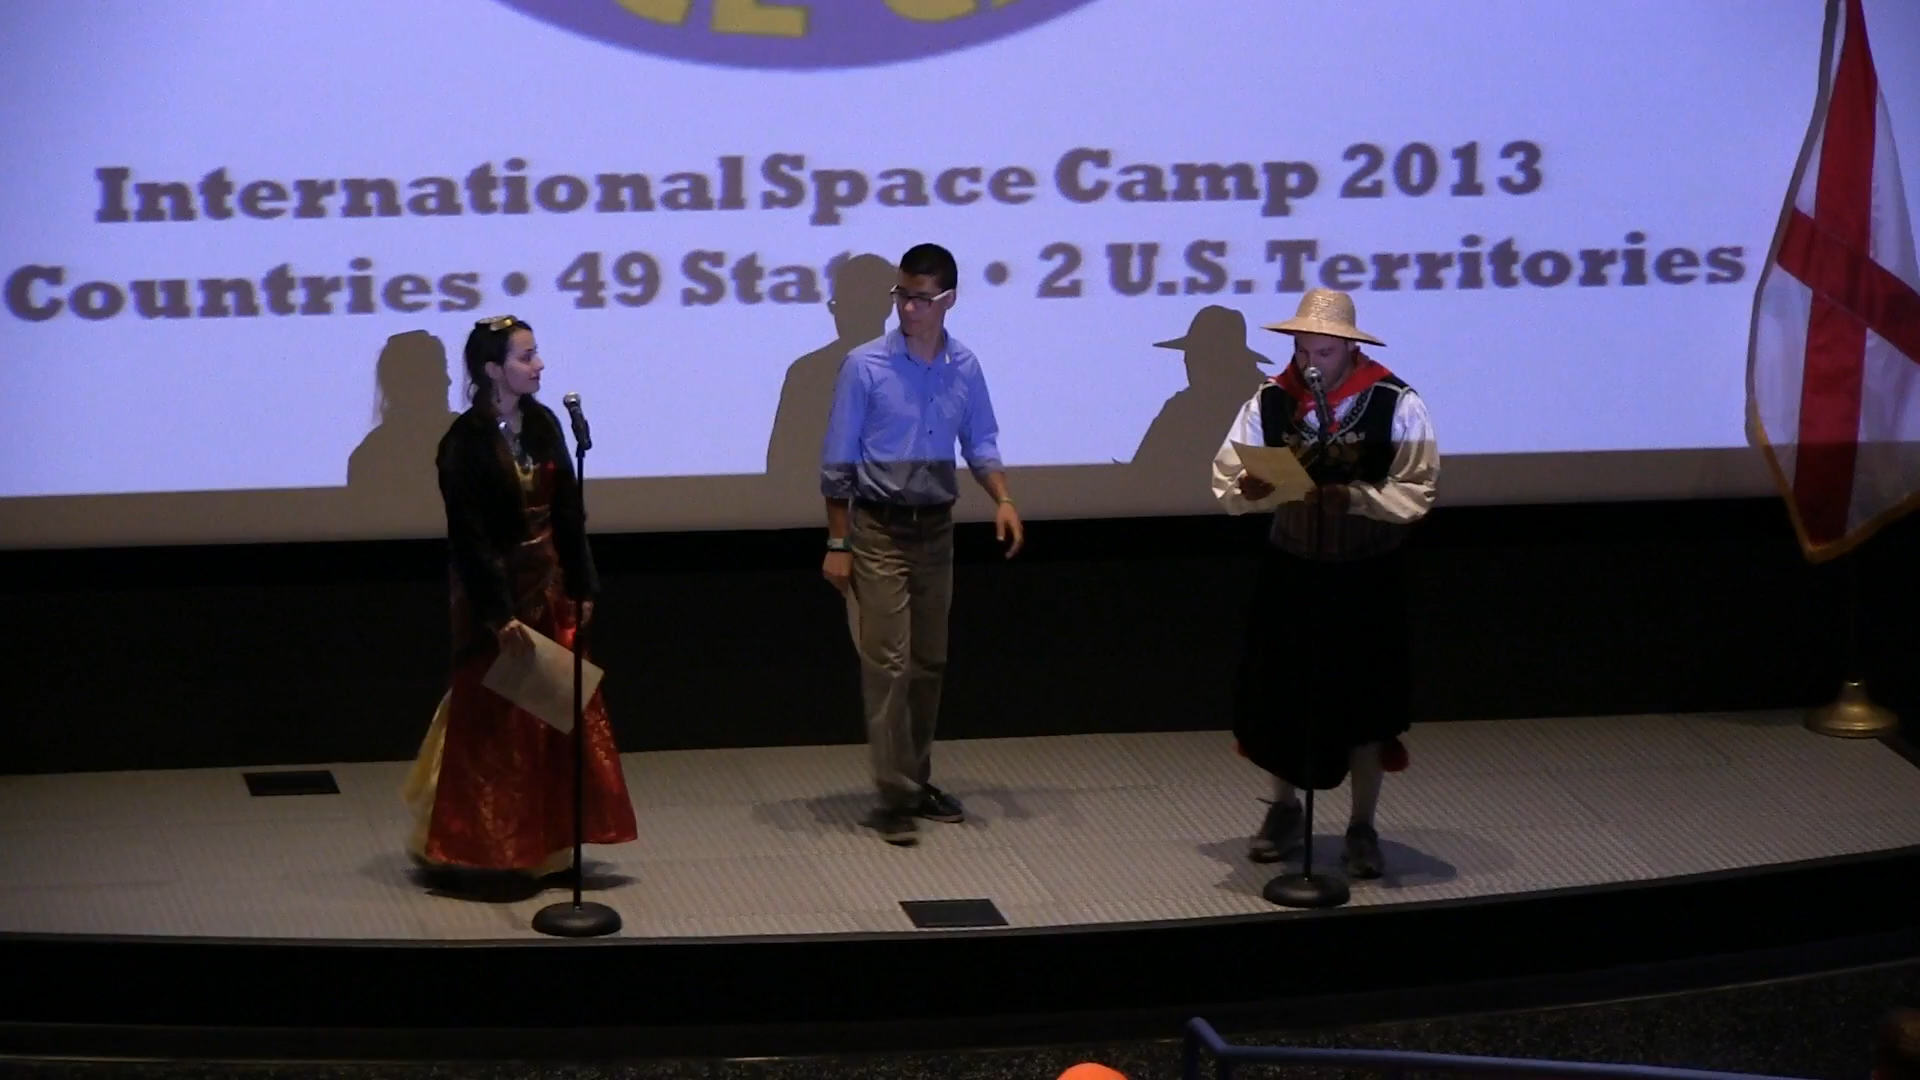 International Space Camp 2013
Countries • 49 • 2 U.S. Territories